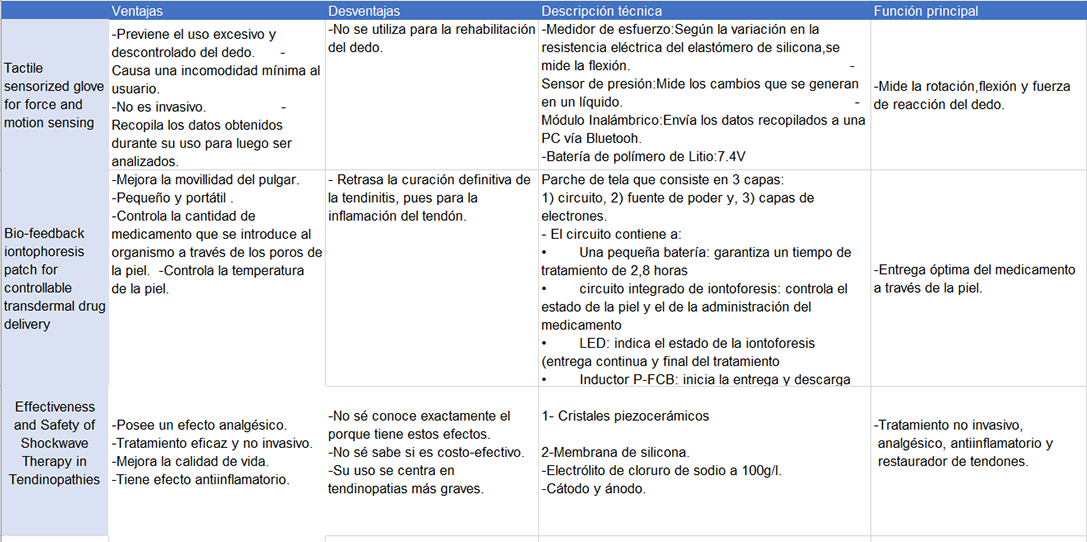 Ventajas
Desventajas
Descripción técnica
Función principal
Tactile
sensorized glove
for force and
motion sensing
-Previene el uso excesivo y
descontrolado del dedo. -
Causa una incomodidad mínima al
usuario.
-No es invasivo. -
Recopila los datos obtenidos
durante su uso para luego ser
analizados.
-No se utiliza para la rehabilitación
del dedo.
-Medidor de esfuerzo:Según la variación en la
resistencia eléctrica del elastómero de silicona,se
mide la flexión. -
Sensor de presión:Mide los cambios que se generan
en un líquido. -
Módulo Inalámbrico:Envía los datos recopilados a una
PC vía Bluetooh.
-Batería de polímero de Litio:7.4V
-Mide la rotación,flexión y fuerza
de reacción del dedo.
Bio-feedback
iontophoresis
patch for
controllable
transdermal drug
delivery
-Mejora la movillidad del pulgar.
-Pequeño y portátil .
-Controla la cantidad de
medicamento que se introduce al
organismo a través de los poros de
la piel. -Controla la temperatura
de la piel.
- Retrasa la curación definitiva de
la tendinitis, pues para la
inflamación del tendón.
Parche de tela que consiste en 3 capas:
1) circuito, 2) fuente de poder y, 3) capas de
electrones.
- El circuito contiene a:
• Una pequeña batería: garantiza un tiempo de
tratamiento de 2,8 horas
• circuito integrado de iontoforesis: controla el
estado de la piel y el de la administración del
medicamento
• LED: indica el estado de la iontoforesis
(entrega continua y final del tratamiento
• Inductor P-FCB: inicia la entrega y descarga
-Entrega óptima del medicamento
a través de la piel.
Effectiveness
and Safety of
Shockwave
Therapy in
Tendinopathies
-Posee un efecto analgésico.
-Tratamiento eficaz y no invasivo.
-Mejora la calidad de vida.
-Tiene efecto antiinflamatorio.
-No sé conoce exactamente el
porque tiene estos efectos.
-No sé sabe si es costo-efectivo.
-Su uso se centra en
tendinopatias más graves.
1- Cristales piezocerámicos
2-Membrana de silicona.
-Electrólito de cloruro de sodio a 100g/l.
-Cátodo y ánodo.
-Tratamiento no invasivo,
analgésico, antiinflamatorio y
restaurador de tendones.